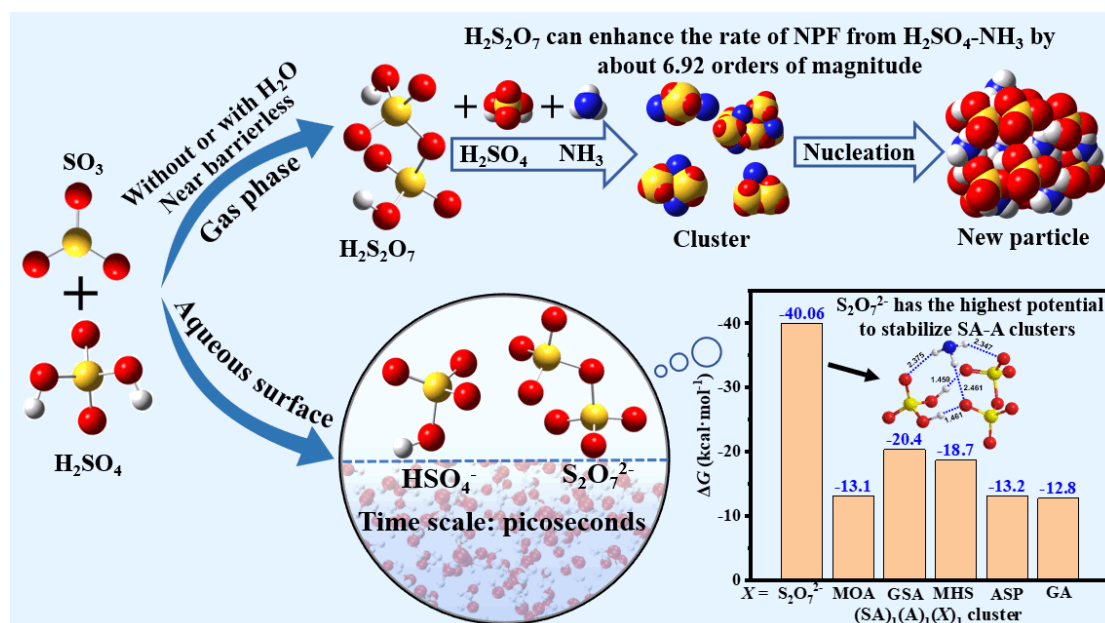 H₂S₂O₇ can enhance the rate of NPF from H₂SO₄-NH₃ by
about 6.92 orders of magnitude
Without or with H₂O
Near barrierless
Gas phase
SO₃
+
H₂SO₄
H₂S₂O₇
+
+
H₂SO₄
NH₃
Cluster
Nucleation
New particle
Aqueous surface
HSO₄⁻
S₂O₇²⁻
Time scale: picoseconds
S₂O₇²⁻ has the highest potential
to stabilize SA-A clusters
ΔG (kcal·mol⁻¹)
-40
-30
-20
-10
0
-40.06
-13.1
-20.4
-18.7
-13.2
-12.8
2.375
2.347
1.450
2.461
1.461
X = S₂O₇²⁻ MOA GSA MHS ASP GA
(SA)₁(A)₁(X)₁ cluster